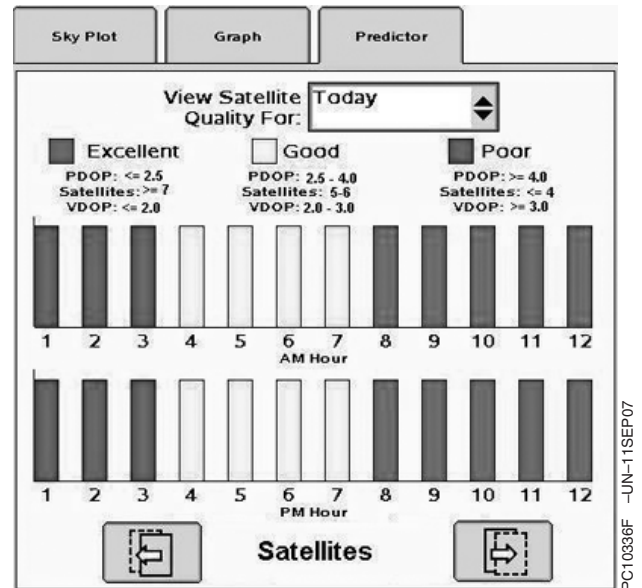 Sky Plot Graph Predictor
View Satellite Today
Quality For:
Excellent Good Poor
PDOP: <= 2.5 PDOP: 2.5 - 4.0 PDOP: >= 4.0
Satellites: >= 7 Satellites: 5-6 Satellites: <= 4
VDOP: <= 2.0 VDOP: 2.0 - 3.0 VDOP: >= 3.0
1 2 3 4 5 6 7 8 9 10 11 12
AM Hour
1 2 3 4 5 6 7 8 9 10 11 12
PM Hour
Satellites
PC10336F –UN–11SEP07